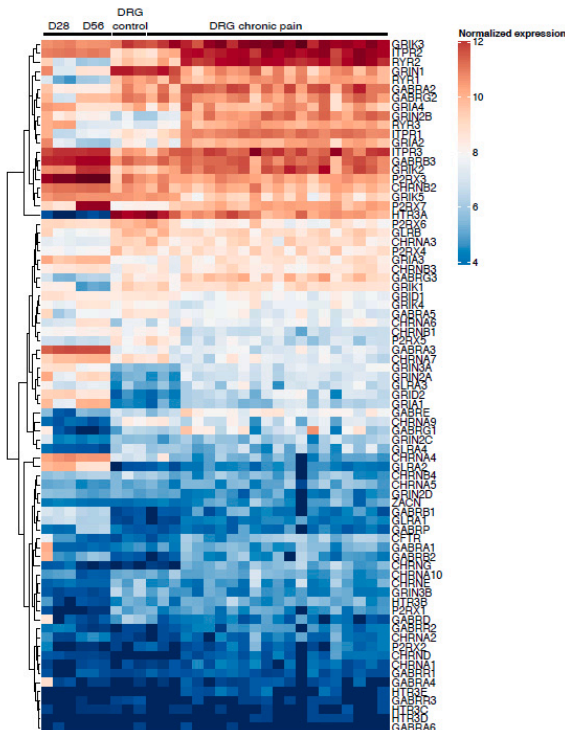 DRG
D28 D56 control DRG chronic pain
Normalized expression
12
10
8
6
4
GRIK3
ITPR2
RYR2
GRIN1
RYR1
GABRA2
GABRG2
GRIA4
GRIN2B
RYR3
ITPR1
GRIA2
ITPR3
GABRB3
GRIK2
P2RX3
CHRNB2
GRIK5
P2RX7
HTR3A
P2RX6
GLRB
CHRNA3
P2RX4
GRIA3
CHRNB3
GABRG3
GRIK1
GRID1
GRIK4
GABRA5
CHRNA6
CHRNB1
P2RX5
GABRA3
CHRNA7
GRIN3A
GRIN2A
GLRA3
GRID2
GRIA1
GABRE
CHRNA9
GABRG1
GRIN2C
GLRA4
CHRNA4
GLRA2
CHRNB4
CHRNA5
GRIN2D
ZACN
GABRB1
GLRA1
GABRP
CFTR
GABRA1
GABRB2
CHRNG
CHRNA10
CHRNE
GRIN3B
HTR3B
P2RX1
GABRD
GABRR2
CHRNA2
P2RX2
CHRND
CHRNA1
GABRR1
GABRA4
HTR3E
GABRR3
HTR3C
HTR3D
GABRA6